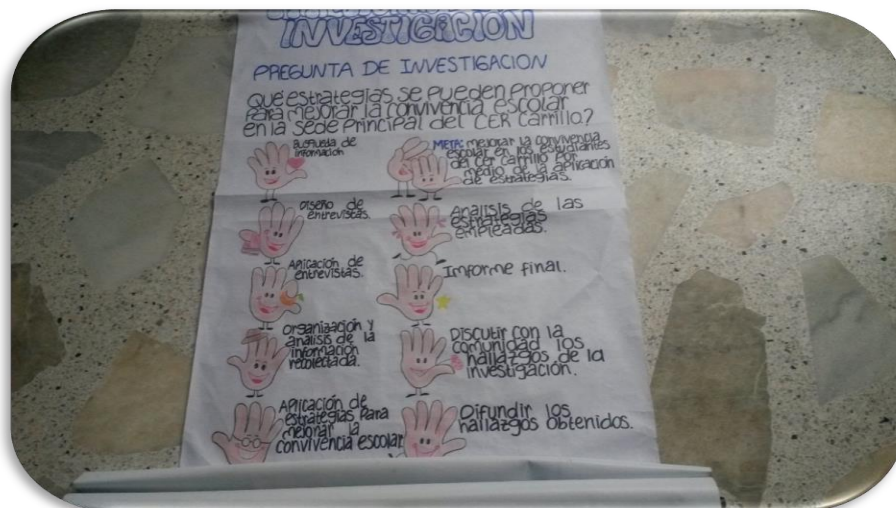 INVESTIGACIÓN
PREGUNTA DE INVESTIGACION
Qué estrategias se pueden proponer
para mejorar la convivencia escolar
en la sede principal del CER Carrillo?
Busqueda de
información
Diseño de
entrevistas.
Aplicación de
entrevistas.
Organización y
análisis de la
información
recolectada.
Aplicación de
estrategias para
mejorar la
convivencia escolar
META: mejorar la convivencia
escolar en los estudiantes
del Cer Carrillo por
medio de la aplicación
de estrategias.
Analisis de las
estrategias
empleadas.
Informe final.
Discutir con la
comunidad los
hallazgos de la
investigación.
Difundir los
hallazgos obtenidos.